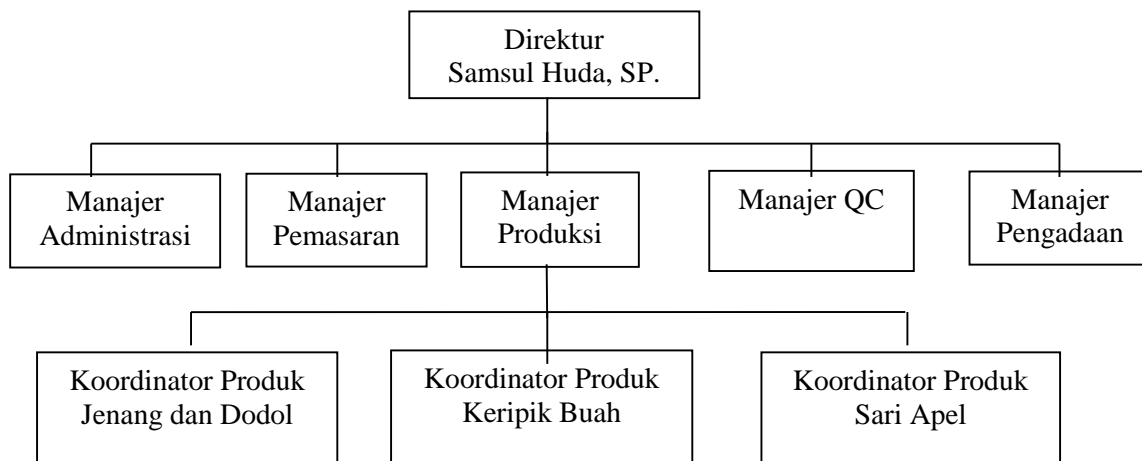 Direktur
Samsul Huda, SP.
Manajer
Administrasi
Manajer
Pemasaran
Manajer
Produksi
Manajer QC
Manajer
Pengadaan
Koordinator Produk
Jenang dan Dodol
Koordinator Produk
Keripik Buah
Koordinator Produk
Sari Apel